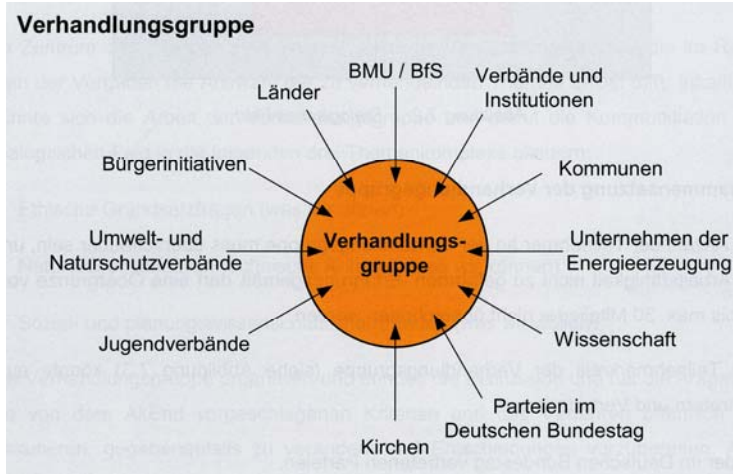 Verhandlungsgruppe
BMU / BfS
Verbände und
Institutionen
Länder
Bürgerinitiativen
Kommunen
Umwelt- und
Naturschutzverbände
Verhandlungs-
gruppe
Unternehmen der
Energieerzeugung
Jugendverbände
Wissenschaft
Kirchen
Parteien im
Deutschen Bundestag